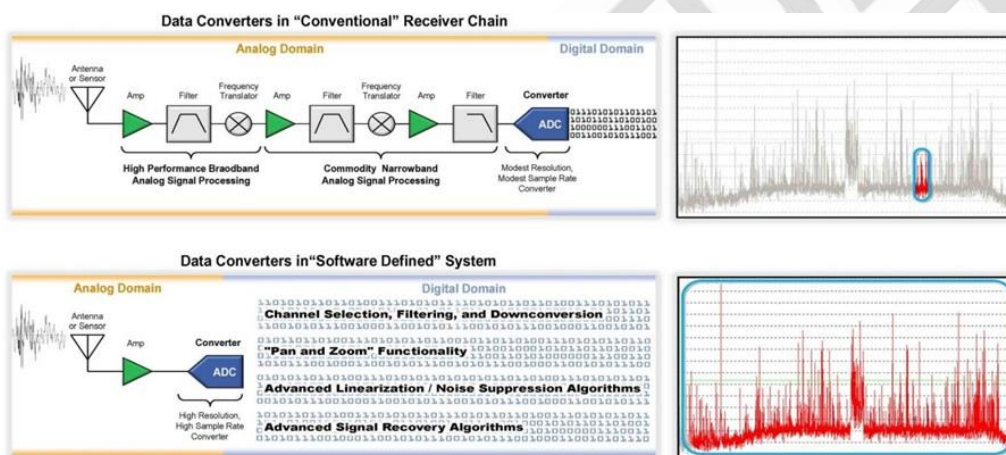 Data Converters in “Conventional” Receiver Chain
Analog Domain
Digital Domain
Antenna
or Sensor
Amp
Filter
Frequency
Translator
Amp
Filter
Frequency
Translator
Amp
Filter
Converter
ADC
High Performance Braodband
Analog Signal Processing
Commodity Narrowband
Analog Signal Processing
Modest Resolution,
Modest Sample Rate
Converter
Data Converters in“Software Defined” System
Analog Domain
Digital Domain
Antenna
or Sensor
Amp
Converter
ADC
High Resolution,
High Sample Rate
Converter
Channel Selection, Filtering, and Downconversion
"Pan and Zoom" Functionality
Advanced Linearization / Noise Suppression Algorithms
Advanced Signal Recovery Algorithms